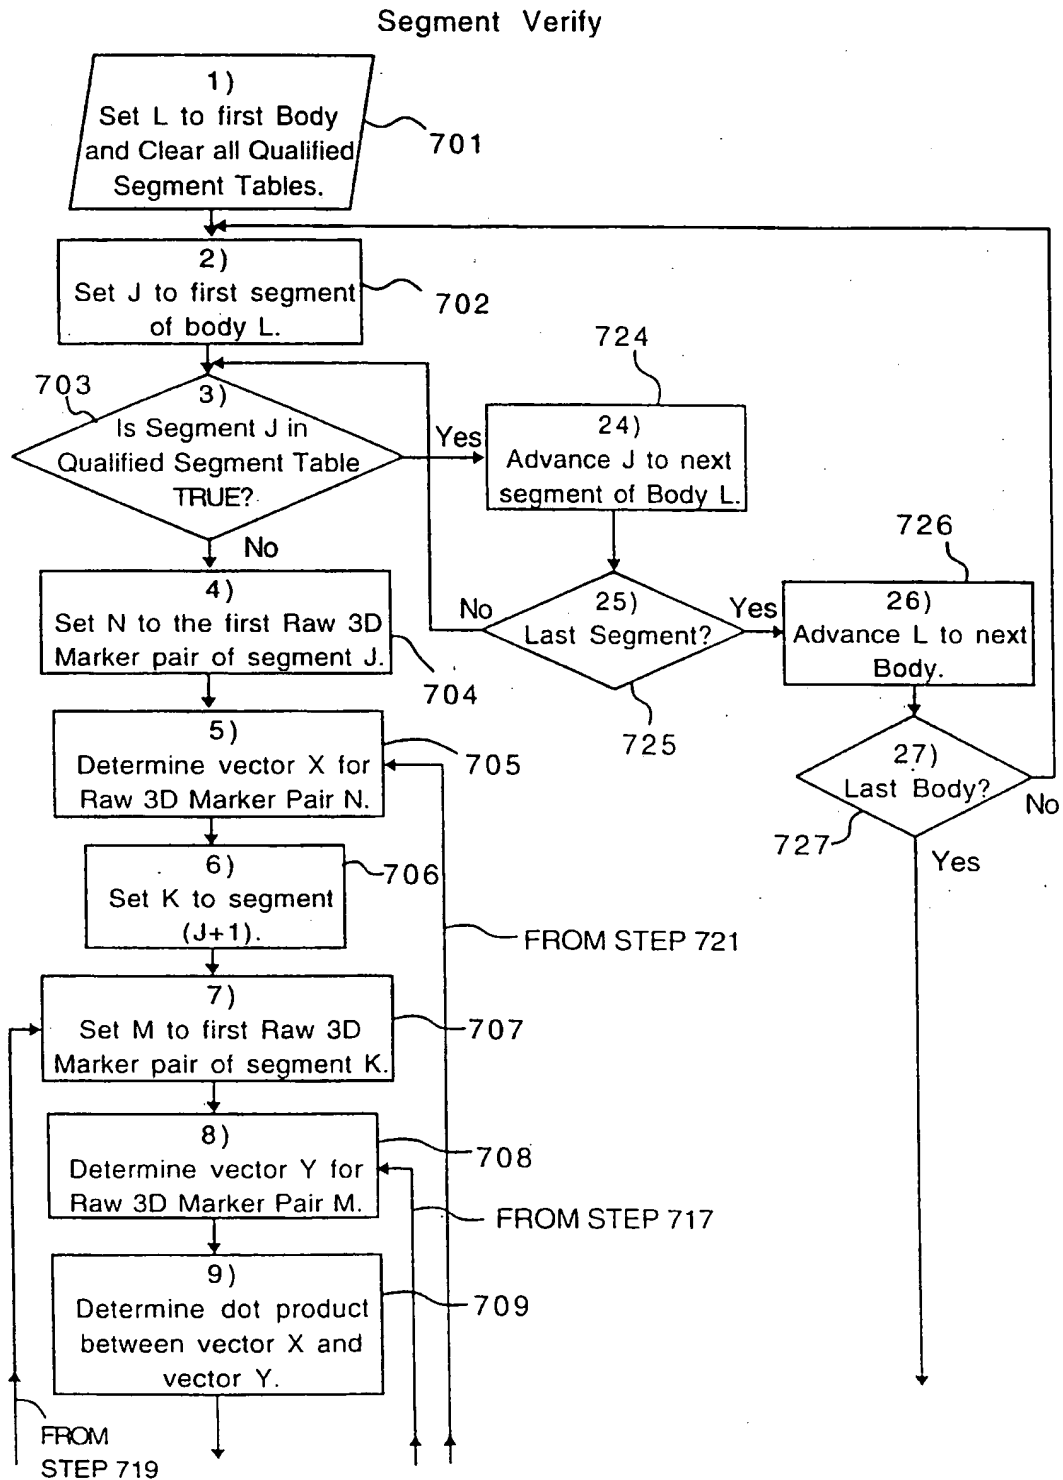 Segment Verify
1)
Set L to first Body
and Clear all Qualified
Segment Tables.
701
2)
Set J to first segment
of body L.
702
703
3)
Is Segment J in
Qualified Segment Table
TRUE?
Yes
No
724
24)
Advance J to next
segment of Body L.
4)
Set N to the first Raw 3D
Marker pair of segment J.
704
No
25)
Last Segment?
Yes
725
726
26)
Advance L to next
Body.
5)
Determine vector X for
Raw 3D Marker Pair N.
705
27)
Last Body?
No
727
Yes
6)
Set K to segment
(J+1).
706
FROM STEP 721
7)
Set M to first Raw 3D
Marker pair of segment K.
707
8)
Determine vector Y for
Raw 3D Marker Pair M.
708
FROM STEP 717
9)
Determine dot product
between vector X and
vector Y.
709
FROM
STEP 719